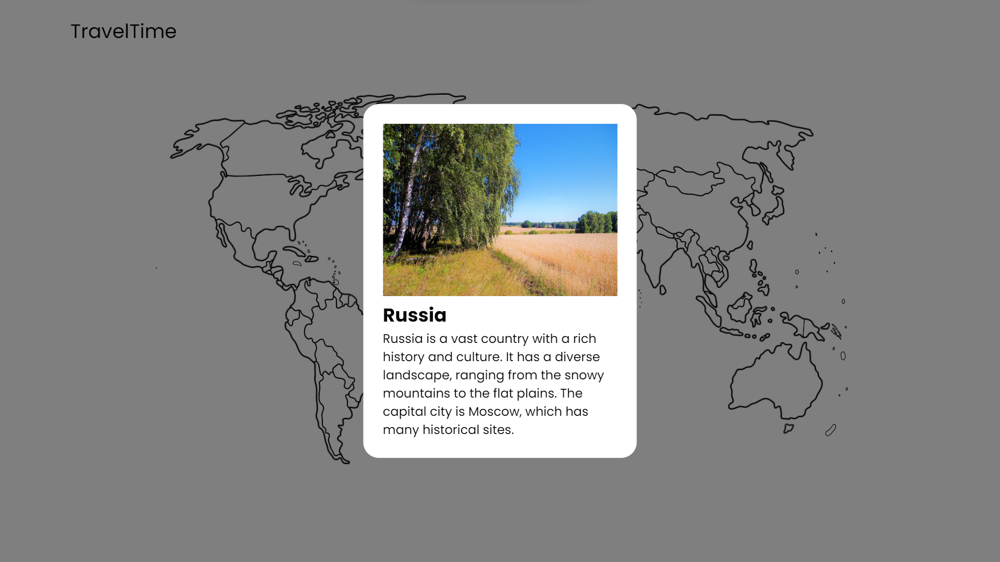 TravelTime
Russia
Russia is a vast country with a rich
history and culture. It has a diverse
landscape, ranging from the snowy
mountains to the flat plains. The
capital city is Moscow, which has
many historical sites.